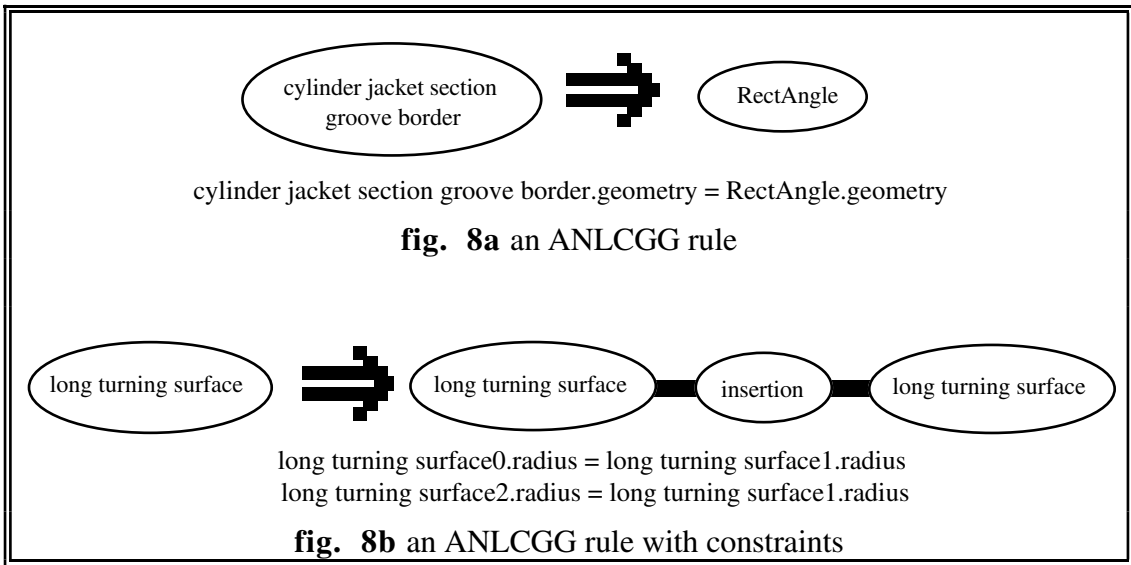 cylinder jacket section
groove border
RectAngle
cylinder jacket section groove border.geometry = RectAngle.geometry
fig. 8a an ANLCGG rule
long turning surface
long turning surface
insertion
long turning surface
long turning surface0.radius = long turning surface1.radius
long turning surface2.radius = long turning surface1.radius
fig. 8b an ANLCGG rule with constraints